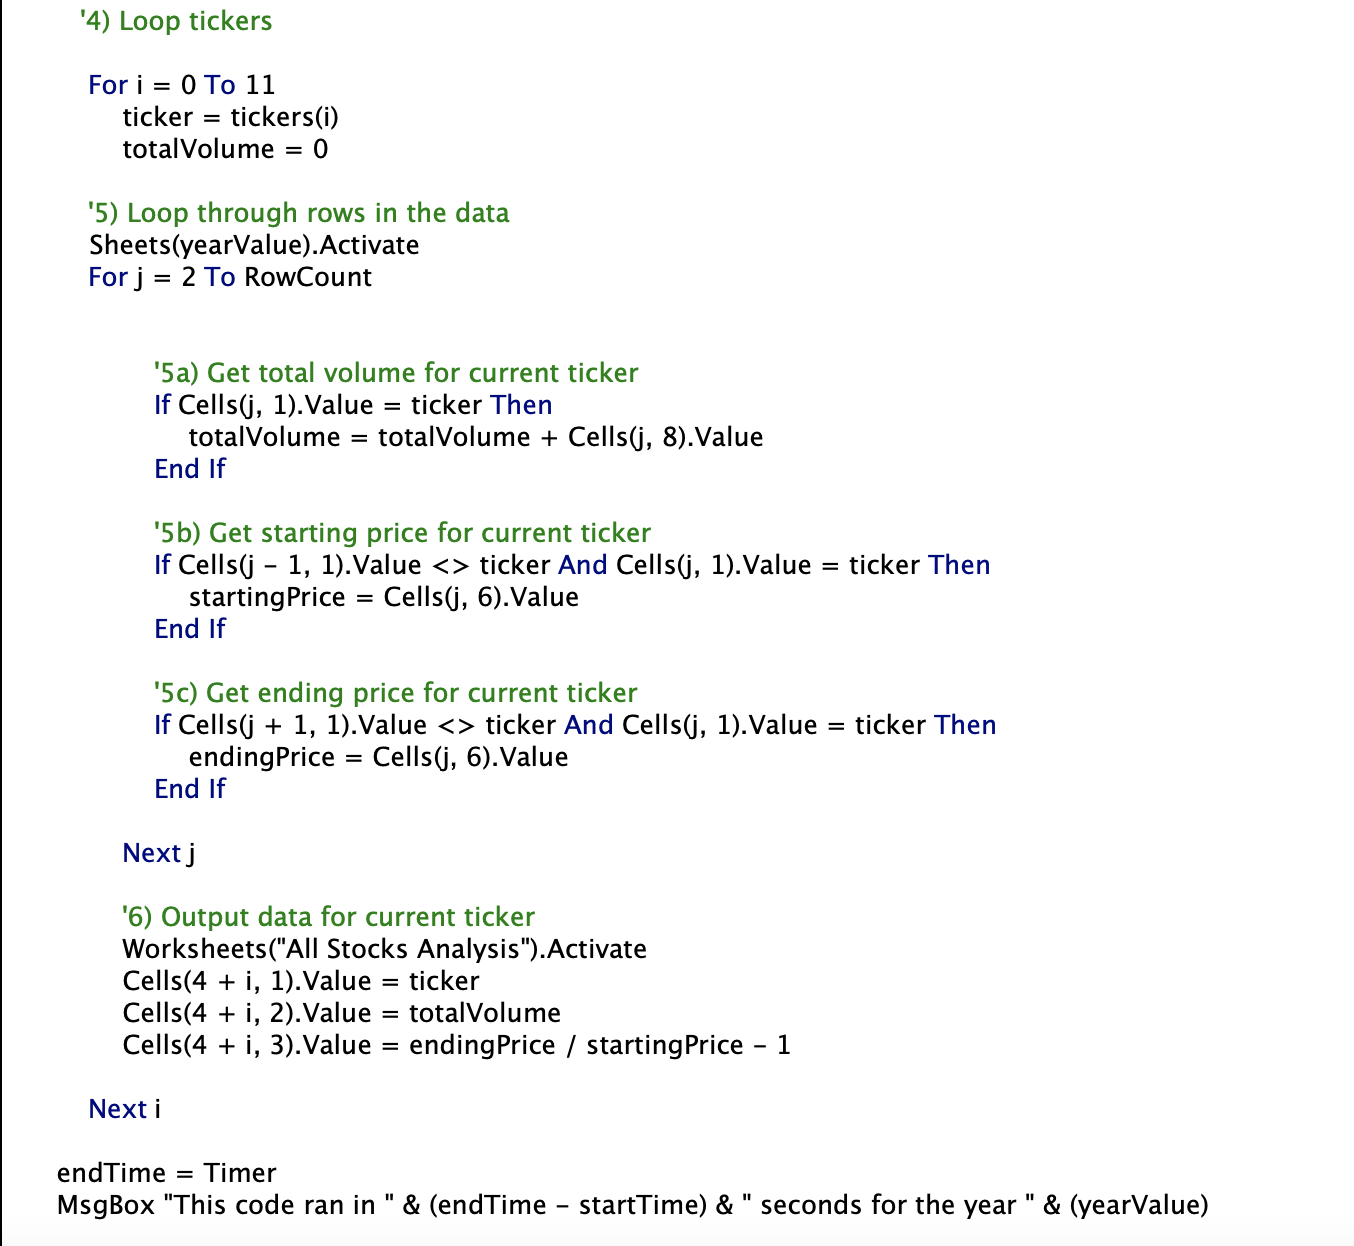 '4) Loop tickers
For i = 0 To 11
ticker = tickers(i)
totalVolume = 0
'5) Loop through rows in the data
Sheets(yearValue).Activate
For j = 2 To RowCount
'5a) Get total volume for current ticker
If Cells(j, 1).Value = ticker Then
totalVolume = totalVolume + Cells(j, 8).Value
End If
'5b) Get starting price for current ticker
If Cells(j - 1, 1).Value <> ticker And Cells(j, 1).Value = ticker Then
startingPrice = Cells(j, 6).Value
End If
'5c) Get ending price for current ticker
If Cells(j + 1, 1).Value <> ticker And Cells(j, 1).Value = ticker Then
endingPrice = Cells(j, 6).Value
End If
Next j
'6) Output data for current ticker
Worksheets("All Stocks Analysis").Activate
Cells(4 + i, 1).Value = ticker
Cells(4 + i, 2).Value = totalVolume
Cells(4 + i, 3).Value = endingPrice / startingPrice - 1
Next i
endTime = Timer
MsgBox "This code ran in " & (endTime - startTime) & " seconds for the year " & (yearValue)